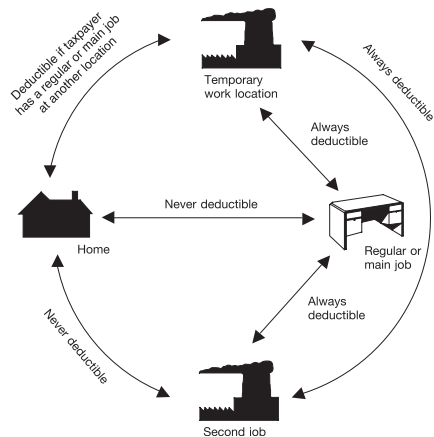 Deductible if taxpayer
has a regular or main job
at another location
Temporary
work location
Always deductible
Always
deductible
Never deductible
Home
Regular or
main job
Always
deductible
Never deductible
Second job